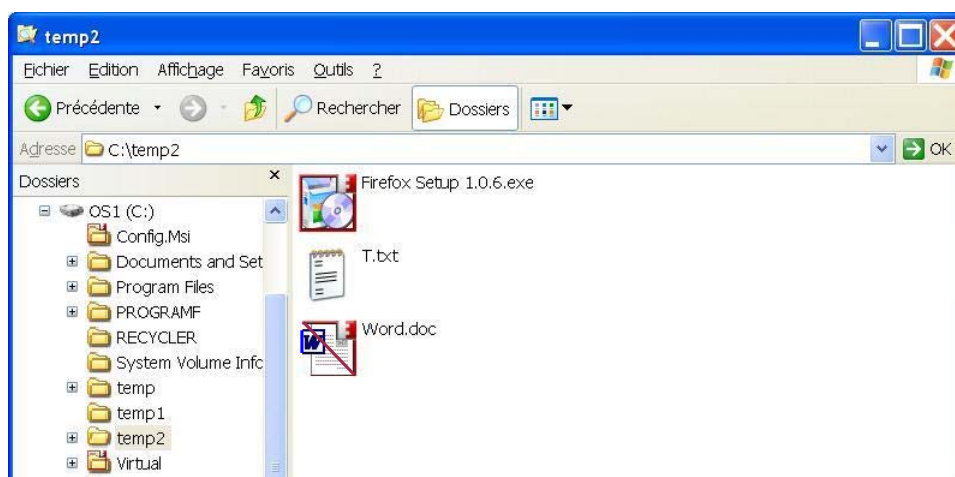 temp2
Fichier Edition Affichage Favoris Outils ?
Précédente Rechercher Dossiers
Adresse C:\temp2 OK
Dossiers
OS1 (C:)
Config.Msi
Documents and Set
Program Files
PROGRAMF
RECYCLER
System Volume Infc
temp
temp1
temp2
Virtual
Firefox Setup 1.0.6.exe
T.txt
Word.doc